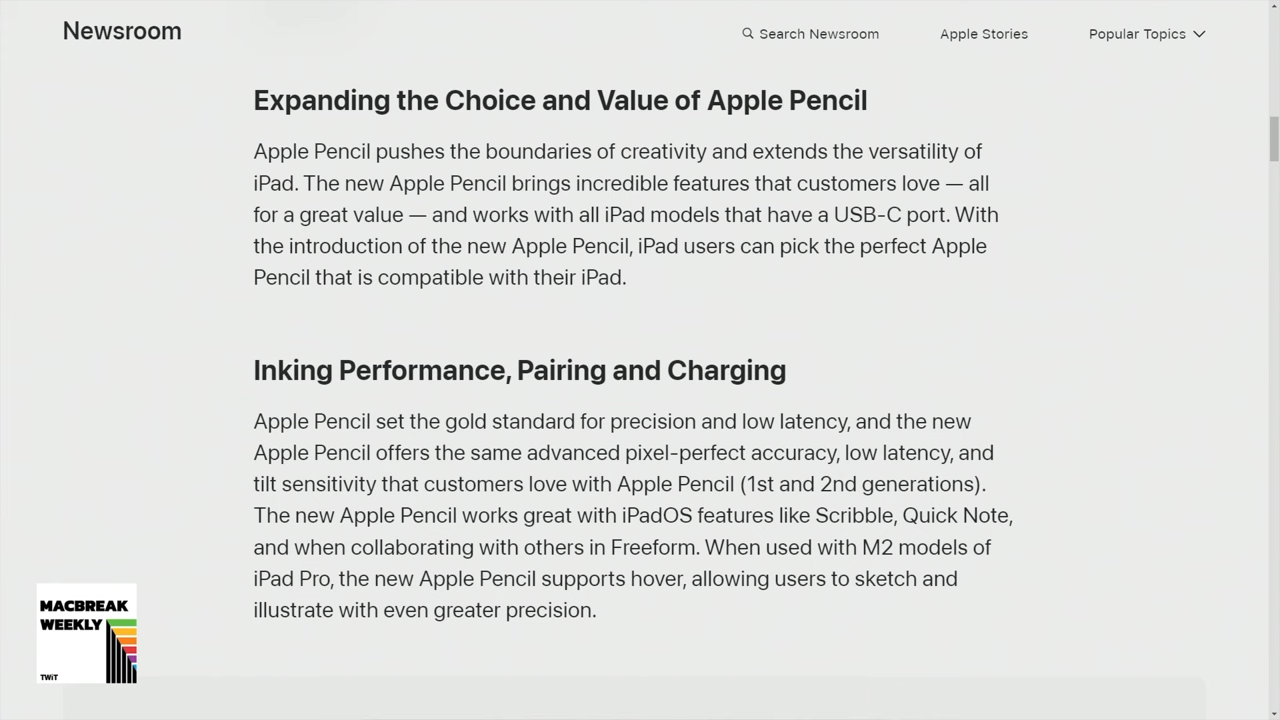 Newsroom
Search Newsroom
Apple Stories
Popular Topics
Expanding the Choice and Value of Apple Pencil
Apple Pencil pushes the boundaries of creativity and extends the versatility of
iPad. The new Apple Pencil brings incredible features that customers love — all
for a great value — and works with all iPad models that have a USB-C port. With
the introduction of the new Apple Pencil, iPad users can pick the perfect Apple
Pencil that is compatible with their iPad.
Inking Performance, Pairing and Charging
Apple Pencil set the gold standard for precision and low latency, and the new
Apple Pencil offers the same advanced pixel-perfect accuracy, low latency, and
tilt sensitivity that customers love with Apple Pencil (1st and 2nd generations).
The new Apple Pencil works great with iPadOS features like Scribble, Quick Note,
and when collaborating with others in Freeform. When used with M2 models of
iPad Pro, the new Apple Pencil supports hover, allowing users to sketch and
illustrate with even greater precision.
MACBREAK
WEEKLY
TWiT